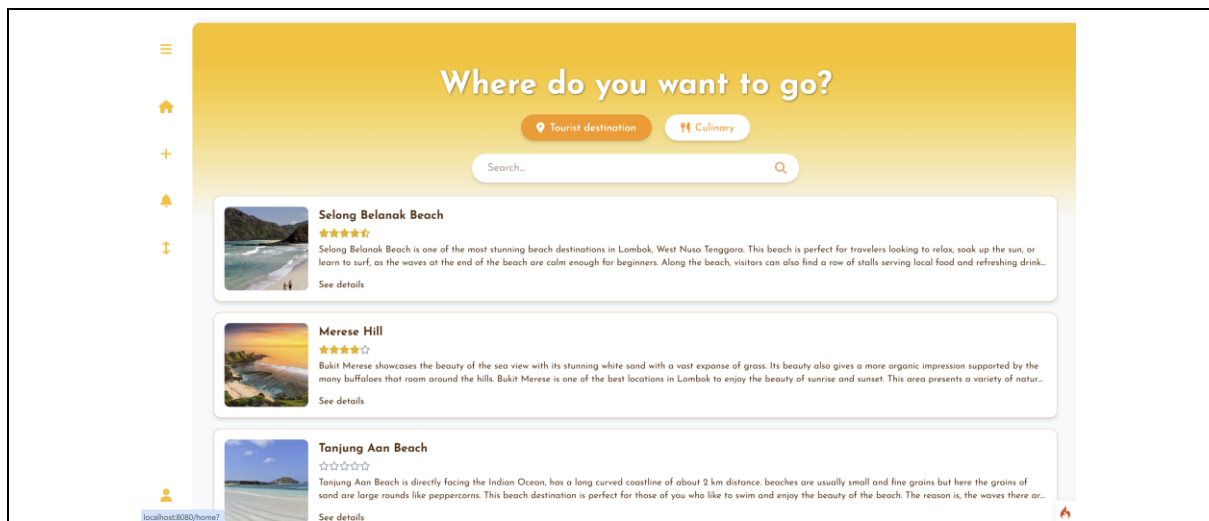 Where do you want to go?
Tourist destination
Culinary
Search...
Selong Belanak Beach
Selong Belanak Beach is one of the most stunning beach destinations in Lombok, West Nusa Tenggara. This beach is perfect for travelers looking to relax, soak up the sun, or
learn to surf, as the waves at the end of the beach are calm enough for beginners. Along the beach, visitors can also find a row of stalls serving local food and refreshing drink...
See details
Merese Hill
Bukit Merese showcases the beauty of the sea view with its stunning white sand with a vast expanse of grass. Its beauty also gives a more organic impression supported by the
many buffaloes that roam around the hills. Bukit Merese is one of the best locations in Lombok to enjoy the beauty of sunrise and sunset. This area presents a variety of natur...
See details
Tanjung Aan Beach
Tanjung Aan Beach is directly facing the Indian Ocean, has a long curved coastline of about 2 km distance. beaches are usually small and fine grains but here the grains of
sand are large rounds like peppercorns. This beach destination is perfect for those of you who like to swim and enjoy the beauty of the beach. The reason is, the waves there ar...
See details
localhost:8080/home?